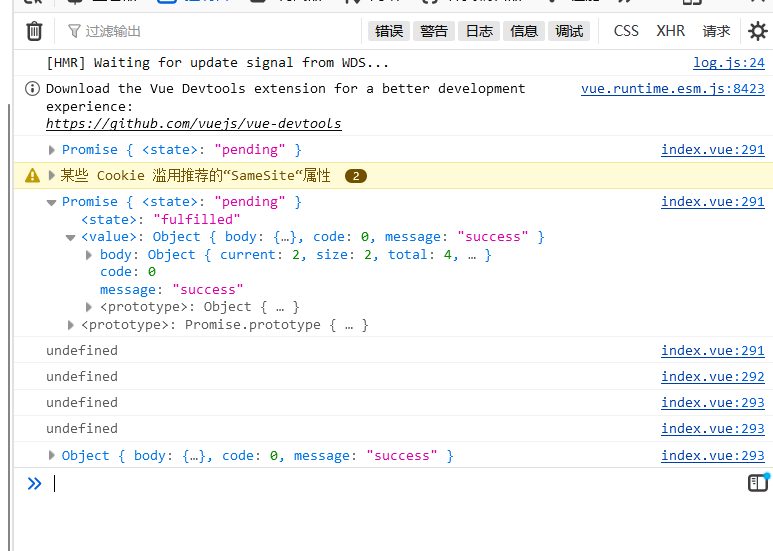 过滤输出 错误 警告 日志 信息 调试 CSS XHR 请求
[HMR] Waiting for update signal from WDS... log.js:24
Download the Vue Devtools extension for a better development vue.runtime.esm.js:8423
experience:
https://github.com/vuejs/vue-devtools
Promise { <state>: "pending" } index.vue:291
某些 Cookie 滥用推荐的“SameSite“属性 2
Promise { <state>: "pending" } index.vue:291
<state>: "fulfilled"
<value>: Object { body: {…}, code: 0, message: "success" }
body: Object { current: 2, size: 2, total: 4, … }
code: 0
message: "success"
<prototype>: Object { … }
<prototype>: Promise.prototype { … }
undefined index.vue:291
undefined index.vue:292
undefined index.vue:293
undefined index.vue:293
Object { body: {…}, code: 0, message: "success" } index.vue:293